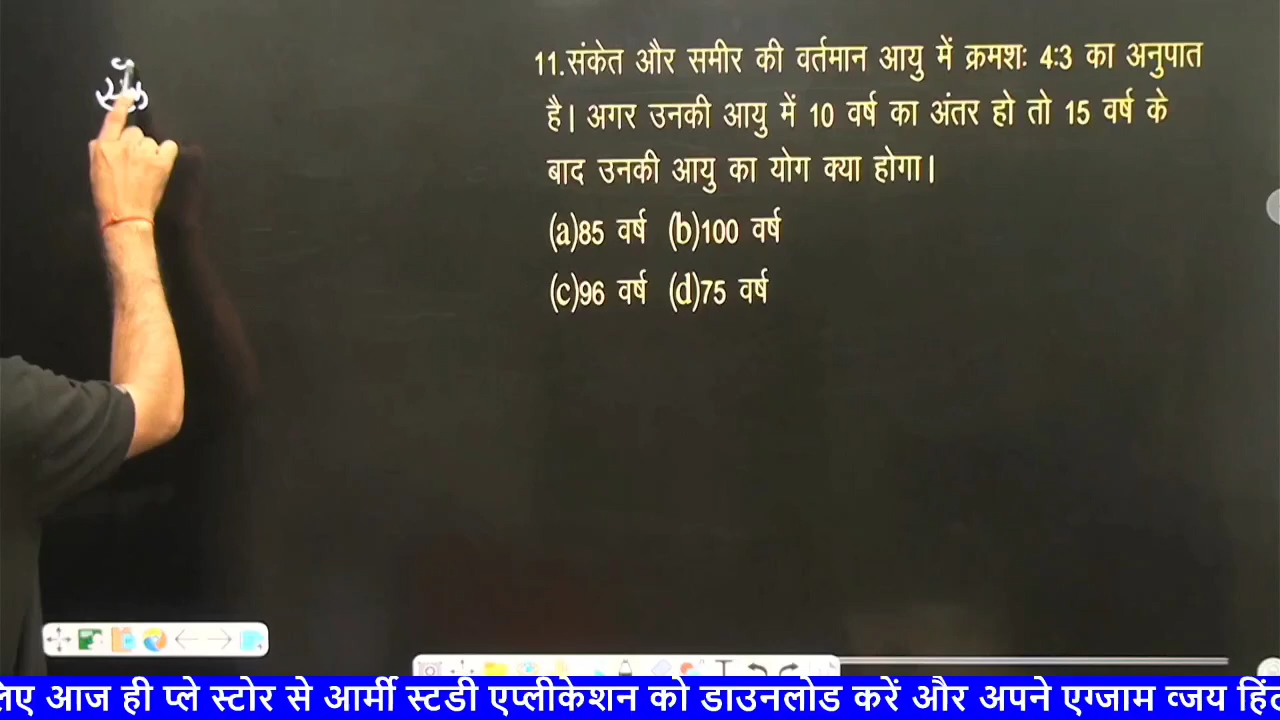 11.संकेत और समीर की वर्तमान आयु में क्रमशः 4:3 का अनुपात
है। अगर उनकी आयु में 10 वर्ष का अंतर हो तो 15 वर्ष के
बाद उनकी आयु का योग क्या होगा।
(a)85 वर्ष (b)100 वर्ष
(c)96 वर्ष (d)75 वर्ष
आज ही प्ले स्टोर से आर्मी स्टडी एप्लीकेशन को डाउनलोड करें और अपने एग्जाम